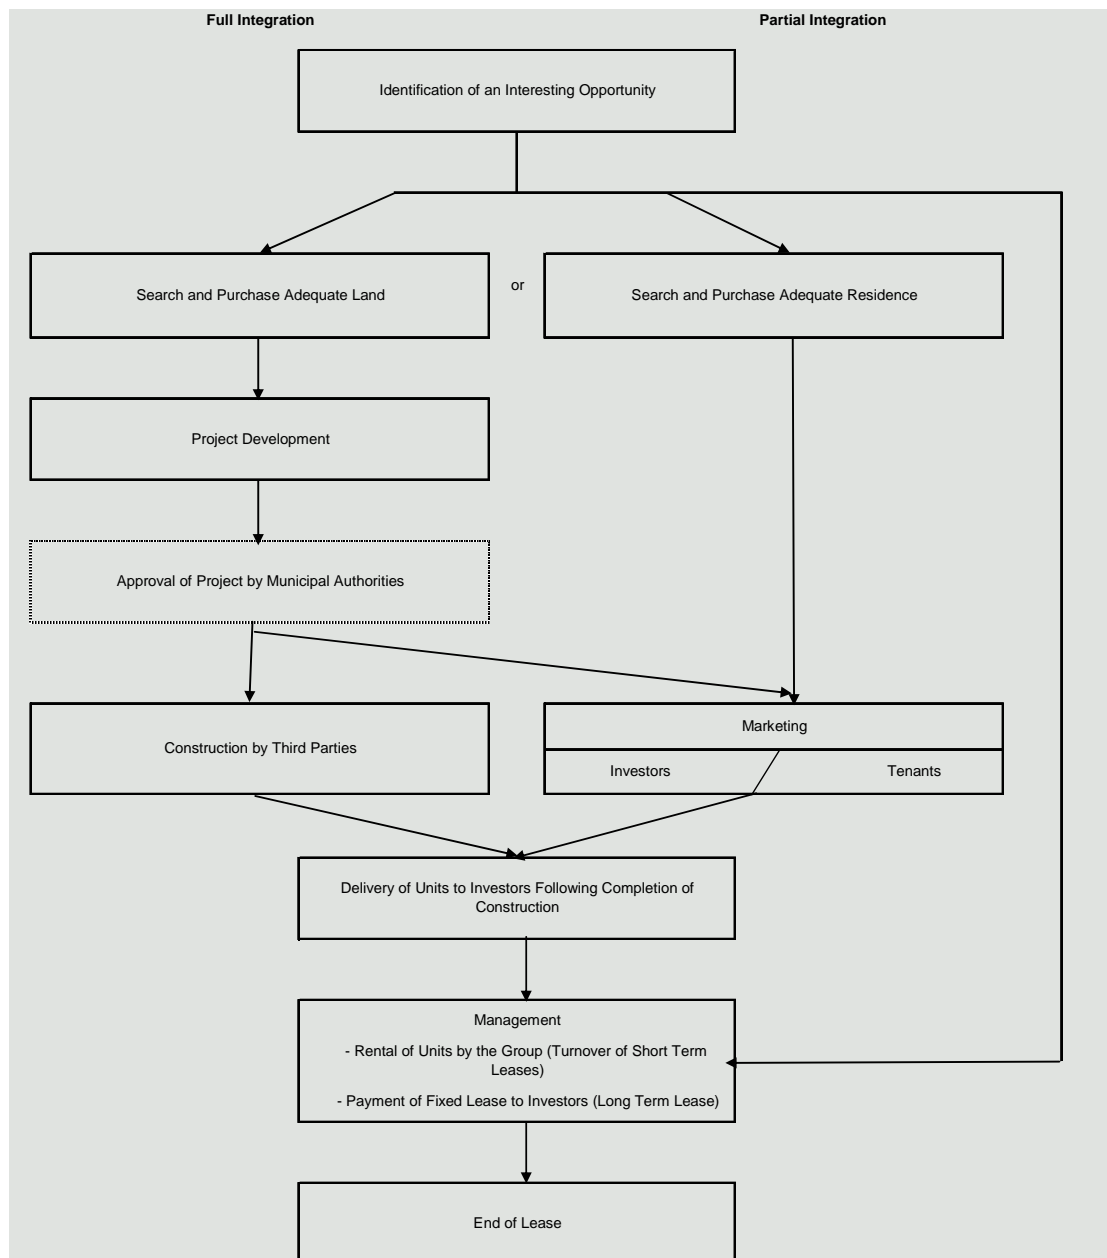 Full Integration
Partial Integration
Identification of an Interesting Opportunity
Search and Purchase Adequate Land
or
Search and Purchase Adequate Residence
Project Development
Approval of Project by Municipal Authorities
Construction by Third Parties
Marketing
Investors
Tenants
Delivery of Units to Investors Following Completion of
Construction
Management
- Rental of Units by the Group (Turnover of Short Term
Leases)
- Payment of Fixed Lease to Investors (Long Term Lease)
End of Lease